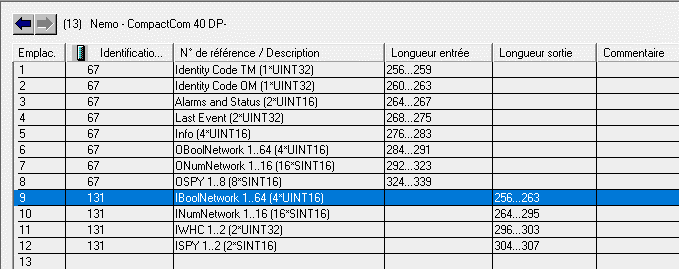 (13) Nemo - CompactCom 40 DP-
Emplac. Identificatio... N° de référence / Description Longueur entrée Longueur sortie Commentaire
1 67 Identity Code TM (1*UINT32) 256...259
2 67 Identity Code OM (1*UINT32) 260...263
3 67 Alarms and Status (2*UINT16) 264...267
4 67 Last Event (2*UINT32) 268...275
5 67 Info (4*UINT16) 276...283
6 67 OBoolNetwork 1..64 (4*UINT16) 284...291
7 67 ONumNetwork 1..16 (16*SINT16) 292...323
8 67 OSPY 1..8 (8*SINT16) 324...339
9 131 IBoolNetwork 1..64 (4*UINT16) 256...263
10 131 INumNetwork 1..16 (16*SINT16) 264...295
11 131 IWHC 1..2 (2*UINT32) 296...303
12 131 ISPY 1..2 (2*SINT16) 304...307
13